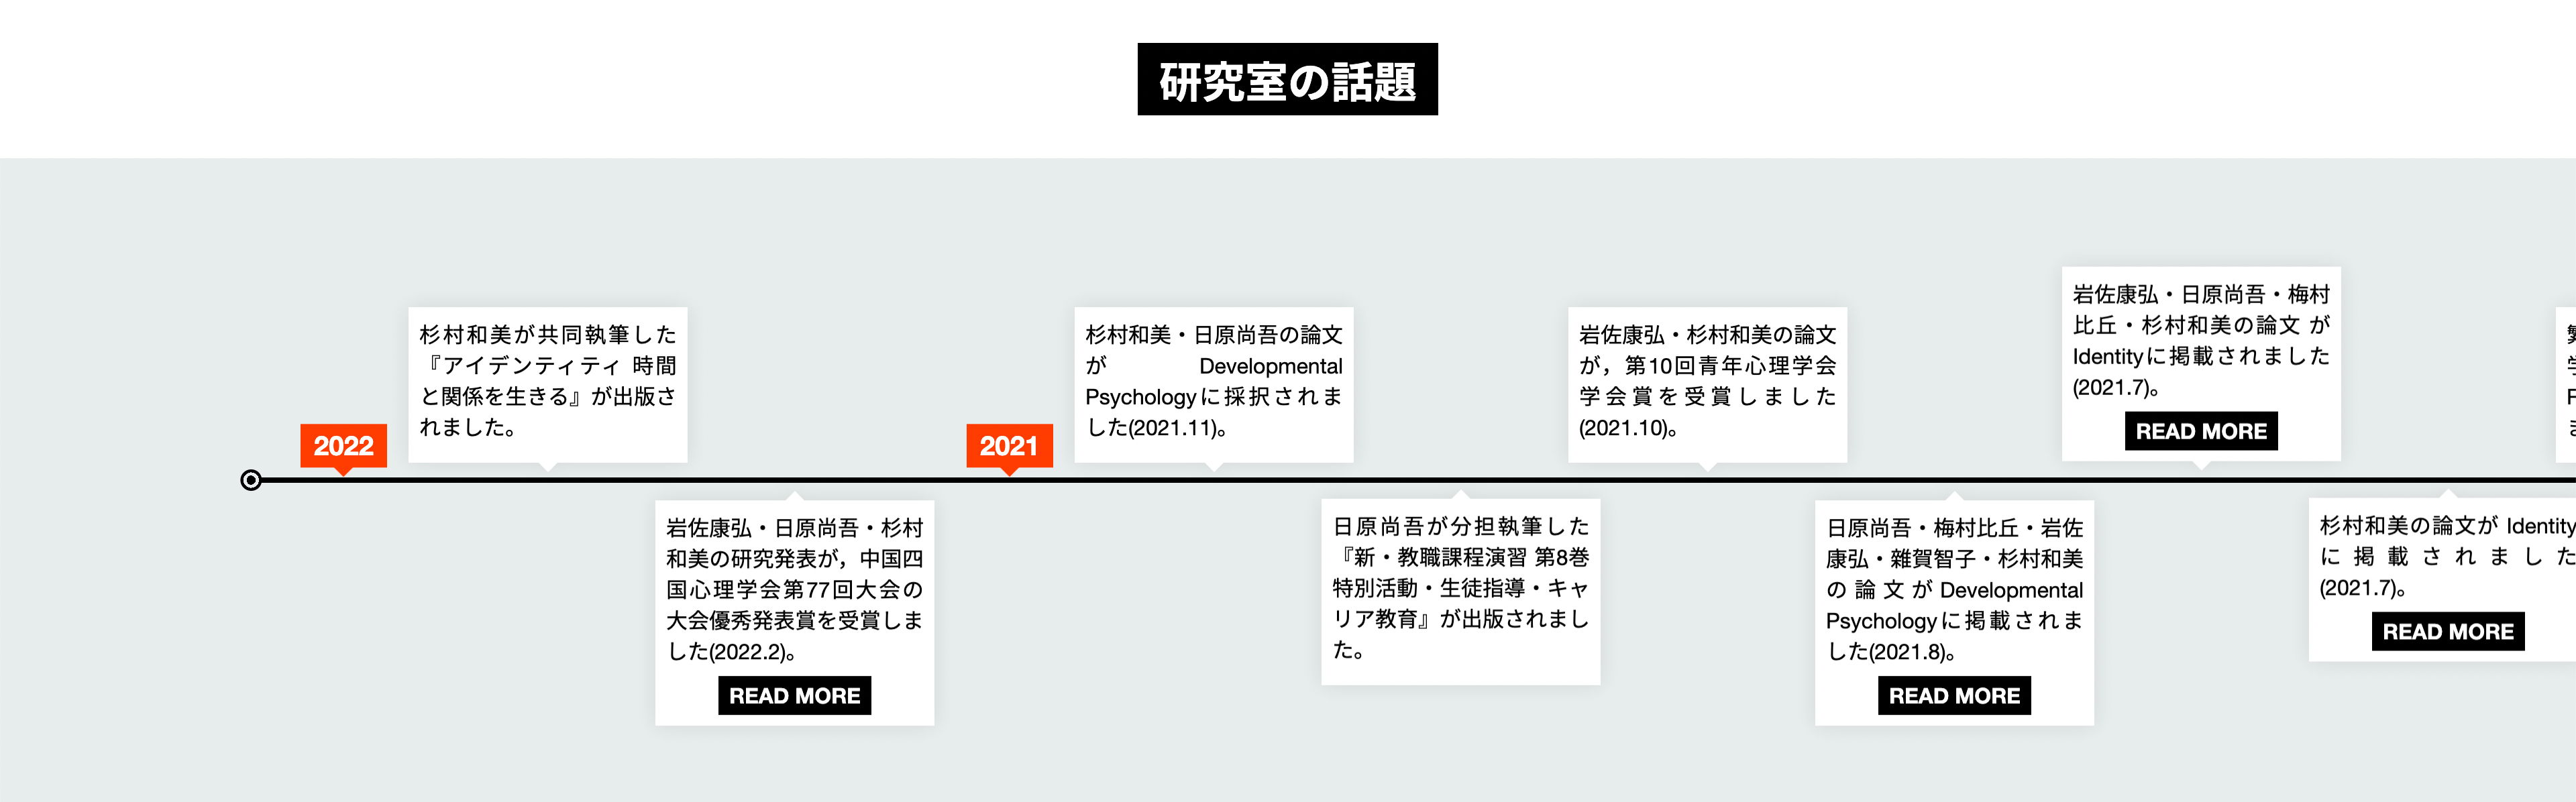 研究室の話題
2022
杉村和美が共同執筆した
『アイデンティティ 時間
と関係を生きる』が出版さ
れました。
岩佐康弘・日原尚吾・杉村
和美の研究発表が，中国四
国心理学会第77回大会の
大会優秀発表賞を受賞しま
した(2022.2)。
READ MORE
2021
杉村和美・日原尚吾の論文
が Developmental
Psychologyに採択されま
した(2021.11)。
日原尚吾が分担執筆した
『新・教職課程演習 第8巻
特別活動・生徒指導・キャ
リア教育』が出版されまし
た。
岩佐康弘・杉村和美の論文
が，第10回青年心理学会
学会賞を受賞しました
(2021.10)。
日原尚吾・梅村比丘・岩佐
康弘・雜賀智子・杉村和美
の論文がDevelopmental
Psychologyに掲載されま
した(2021.8)。
READ MORE
岩佐康弘・日原尚吾・梅村
比丘・杉村和美の論文 が
Identityに掲載されました
(2021.7)。
READ MORE
杉村和美の論文が Identity
に掲載されました
(2021.7)。
READ MORE